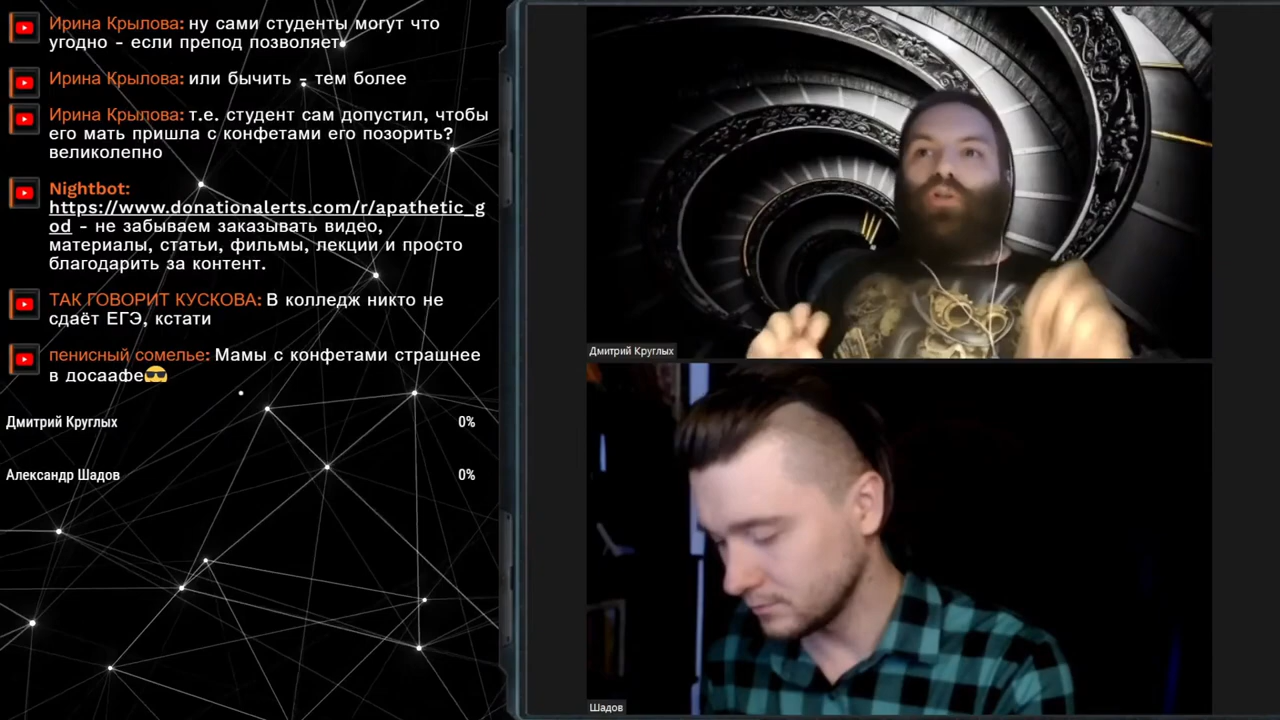 Ирина Крылова: ну сами студенты могут что
угодно - если препод позволяет
Ирина Крылова: или бычить - тем более
Ирина Крылова: т.е. студент сам допустил, чтобы
его мать пришла с конфетами его позорить?
великолепно
Nightbot:
https://www.donationalerts.com/r/apathetic_g
od - не забываем заказывать видео,
материалы, статьи, фильмы, лекции и просто
благодарить за контент.
ТАК ГОВОРИТ КУСКОВА: В колледж никто не
сдаёт ЕГЭ, кстати
пенисный сомелье: Мамы с конфетами страшнее
в досаафе😎
Дмитрий Круглых 0%
Александр Шадов 0%
Дмитрий Круглых
Шадов